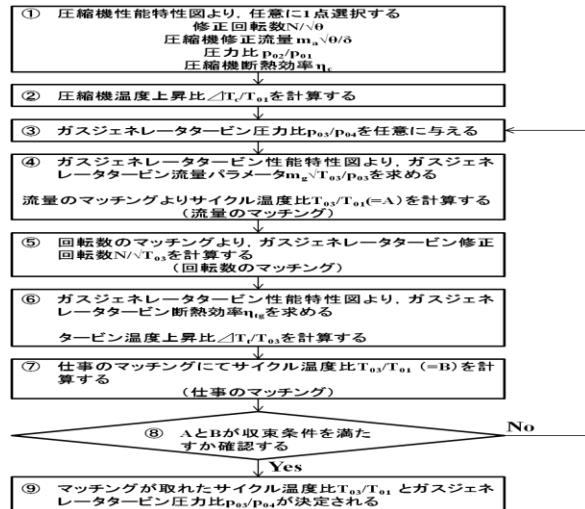 ① 圧縮機性能特性図より，任意に1点選択する
修正回転数N/√θ
圧縮機修正流量mₐ√θ/δ
圧力比 p₀₂/p₀₁
圧縮機断熱効率η꜀
② 圧縮機温度上昇比⊿T꜀/T₀₁を計算する
③ ガスジェネレータタービン圧力比p₀₃/p₀₄を任意に与える
④ ガスジェネレータタービン性能特性図より，ガスジェネ
レータタービン流量パラメータm_g√T₀₃/p₀₃を求める
流量のマッチングよりサイクル温度比T₀₃/T₀₁(=A)を計算する
(流量のマッチング)
⑤ 回転数のマッチングより，ガスジェネレータタービン修正
回転数N/√T₀₃を計算する
(回転数のマッチング)
⑥ ガスジェネレータタービン性能特性図より，ガスジェネ
レータタービン断熱効率η_tgを求める
タービン温度上昇比⊿Tₜ/T₀₃を計算する
⑦ 仕事のマッチングにてサイクル温度比T₀₃/T₀₁ (=B)を計
算する
(仕事のマッチング)
⑧ AとBが収束条件を満た
すか確認する
No
Yes
⑨ マッチングが取れたサイクル温度比T₀₃/T₀₁ とガスジェネ
レータタービン圧力比p₀₃/p₀₄が決定される